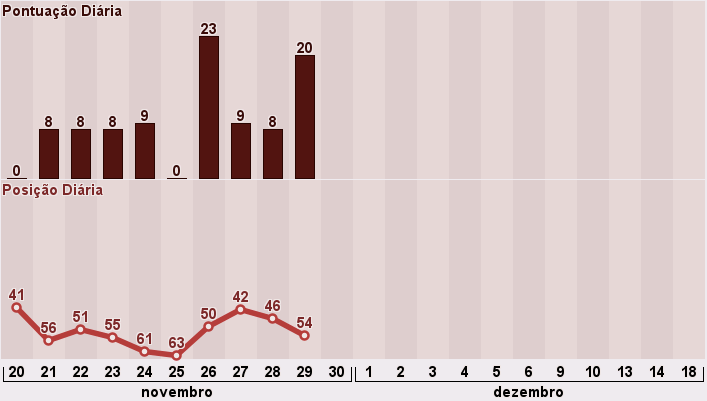 Pontuação Diária
0 8 8 8 9 0 23 9 8 20
Posição Diária
41 56 51 55 61 63 50 42 46 54
20 21 22 23 24 25 26 27 28 29 30 1 2 3 4 5 6 9 10 13 14 18
novembro dezembro